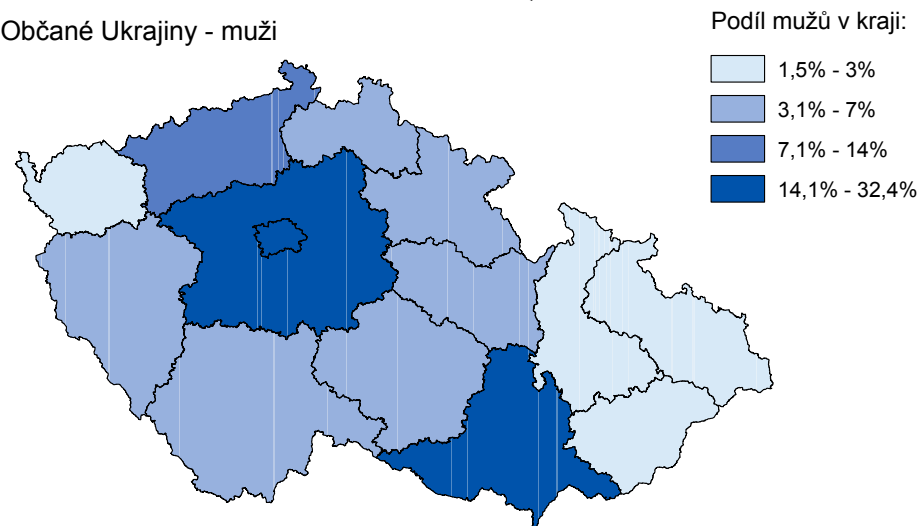 Občané Ukrajiny - muži
Podíl mužů v kraji:
1,5% - 3%
3,1% - 7%
7,1% - 14%
14,1% - 32,4%